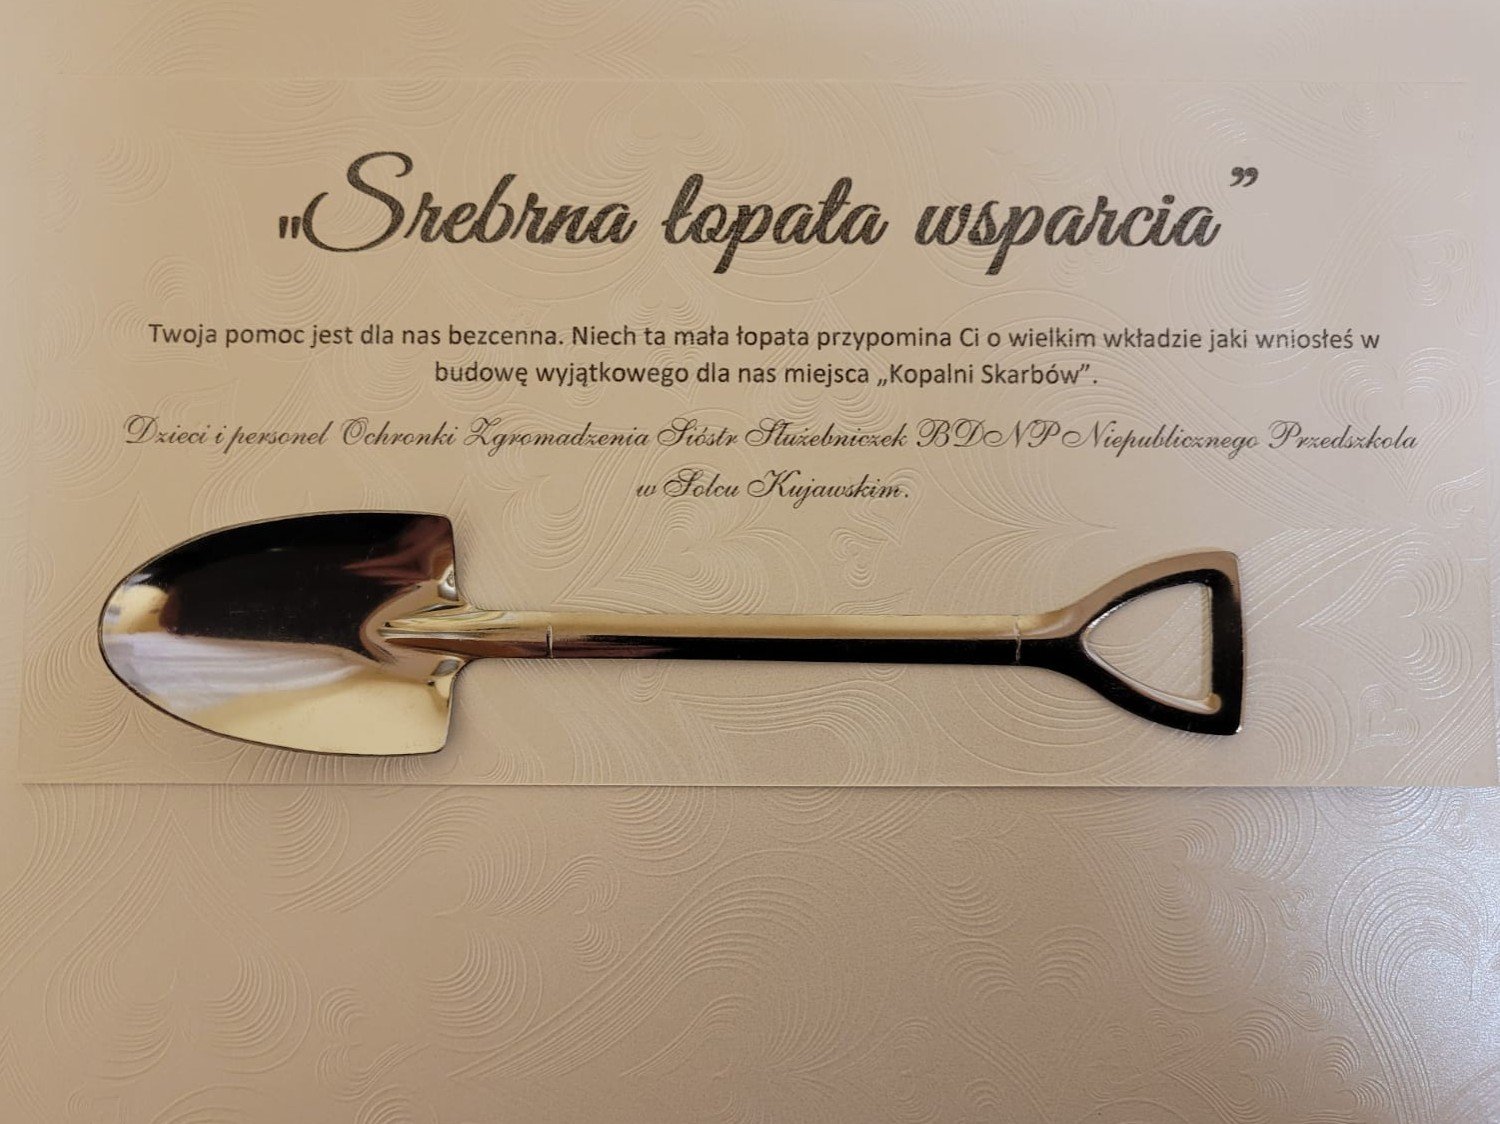 „Srebrna łopata wsparcia”
Twoja pomoc jest dla nas bezcenna. Niech ta mała łopata przypomina Ci o wielkim wkładzie jaki wniosłeś w
budowę wyjątkowego dla nas miejsca „Kopalni Skarbów”.
Dzieci i personel Ochronki Zgromadzenia Sióstr Służebniczek BDNP Niepublicznego Przedszkola
w Solcu Kujawskim.